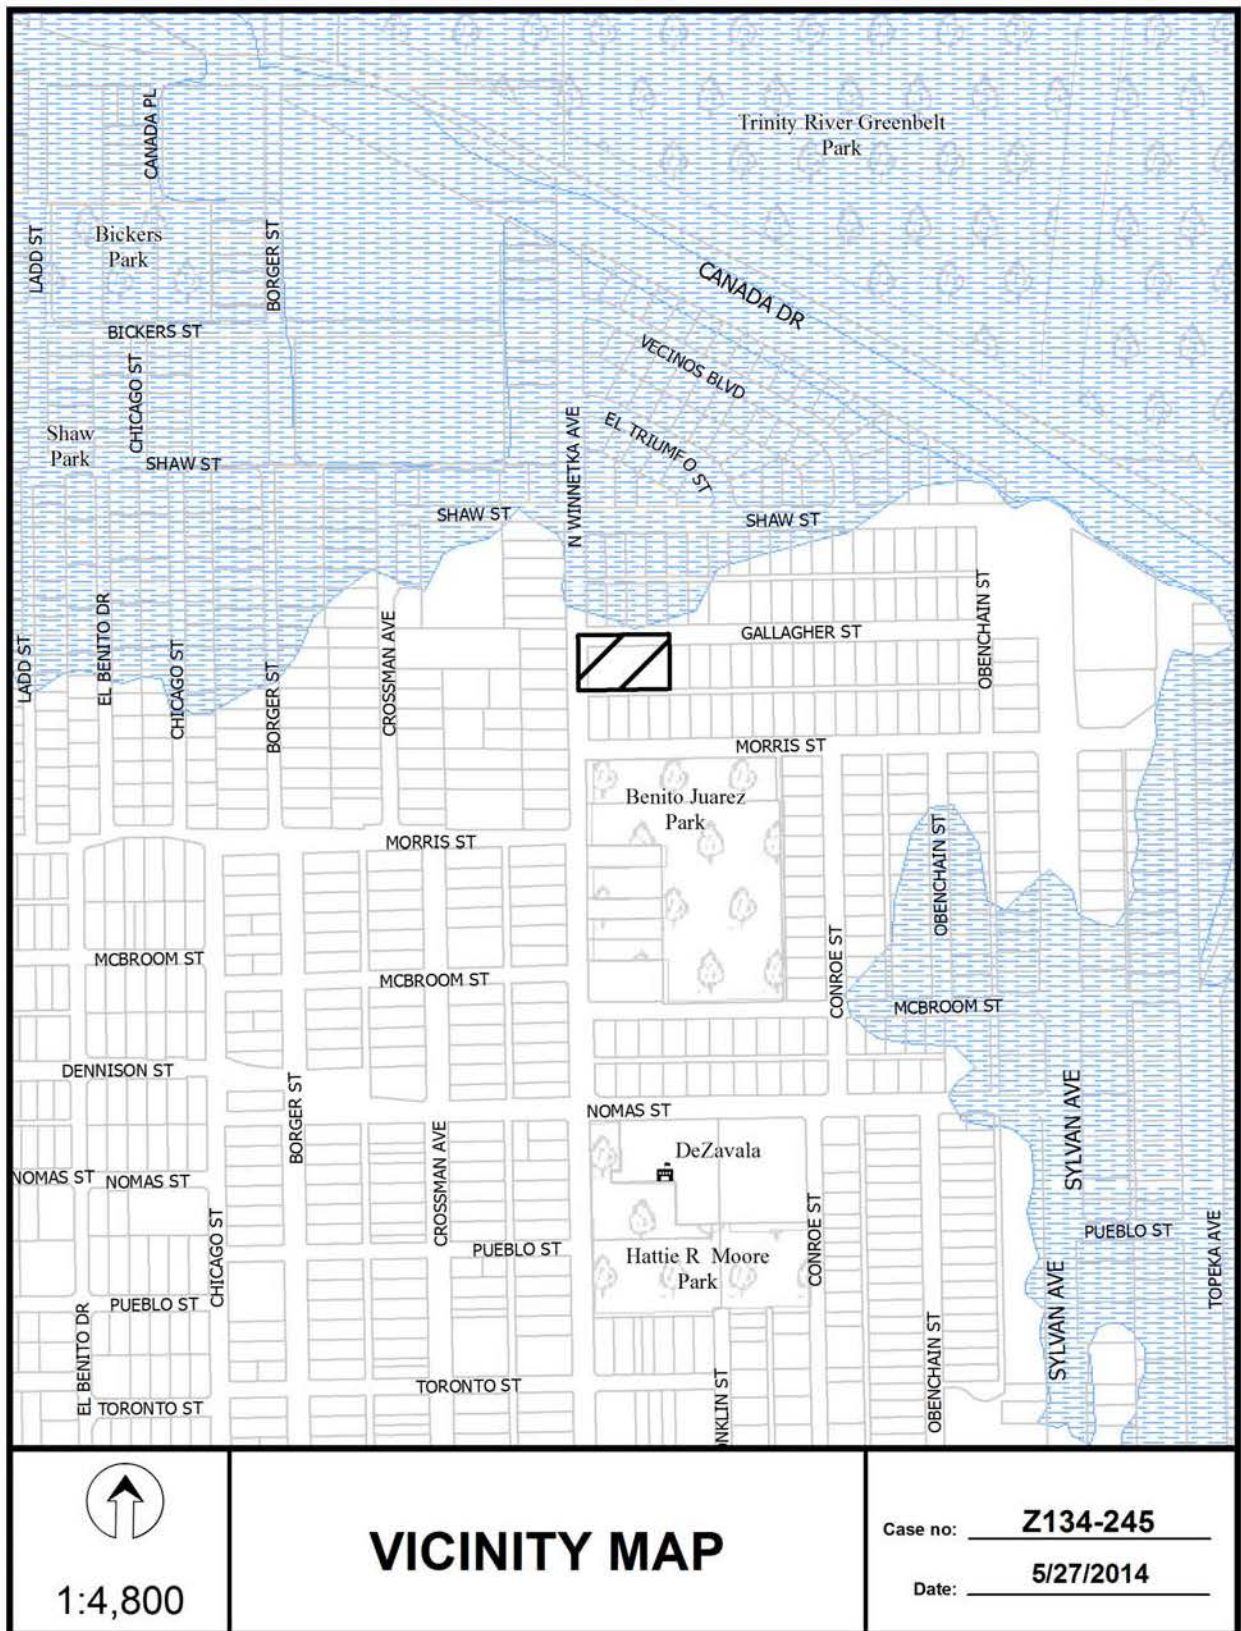 Trinity River Greenbelt
Park
CANADA PL
Bickers
Park
LADD ST
BORGER ST
CANADA DR
BICKERS ST
VECINOS BLVD
CHICAGO ST
EL TRIUMFO ST
N WINNETKA AVE
Shaw
Park
SHAW ST
SHAW ST
SHAW ST
OBENCHAIN ST
EL BENITO DR
CROSSMAN AVE
GALLAGHER ST
LADD ST
CHICAGO ST
BORGER ST
MORRIS ST
Benito Juarez
Park
MORRIS ST
OBENCHAIN ST
MCBROOM ST
CONROE ST
MCBROOM ST
MCBROOM ST
DENNISON ST
BORGER ST
NOMAS ST
SYLVAN AVE
DeZavala
CROSSMAN AVE
NOMAS ST
NOMAS ST
CHICAGO ST
CONROE ST
PUEBLO ST
TOPEKA AVE
PUEBLO ST
Hattie R Moore
Park
PUEBLO ST
EL BENITO DR
SYLVAN AVE
OBENCHAIN ST
TORONTO ST
TORONTO ST
ONKLIN ST
1:4,800
VICINITY MAP
Case no: Z134-245
Date: 5/27/2014